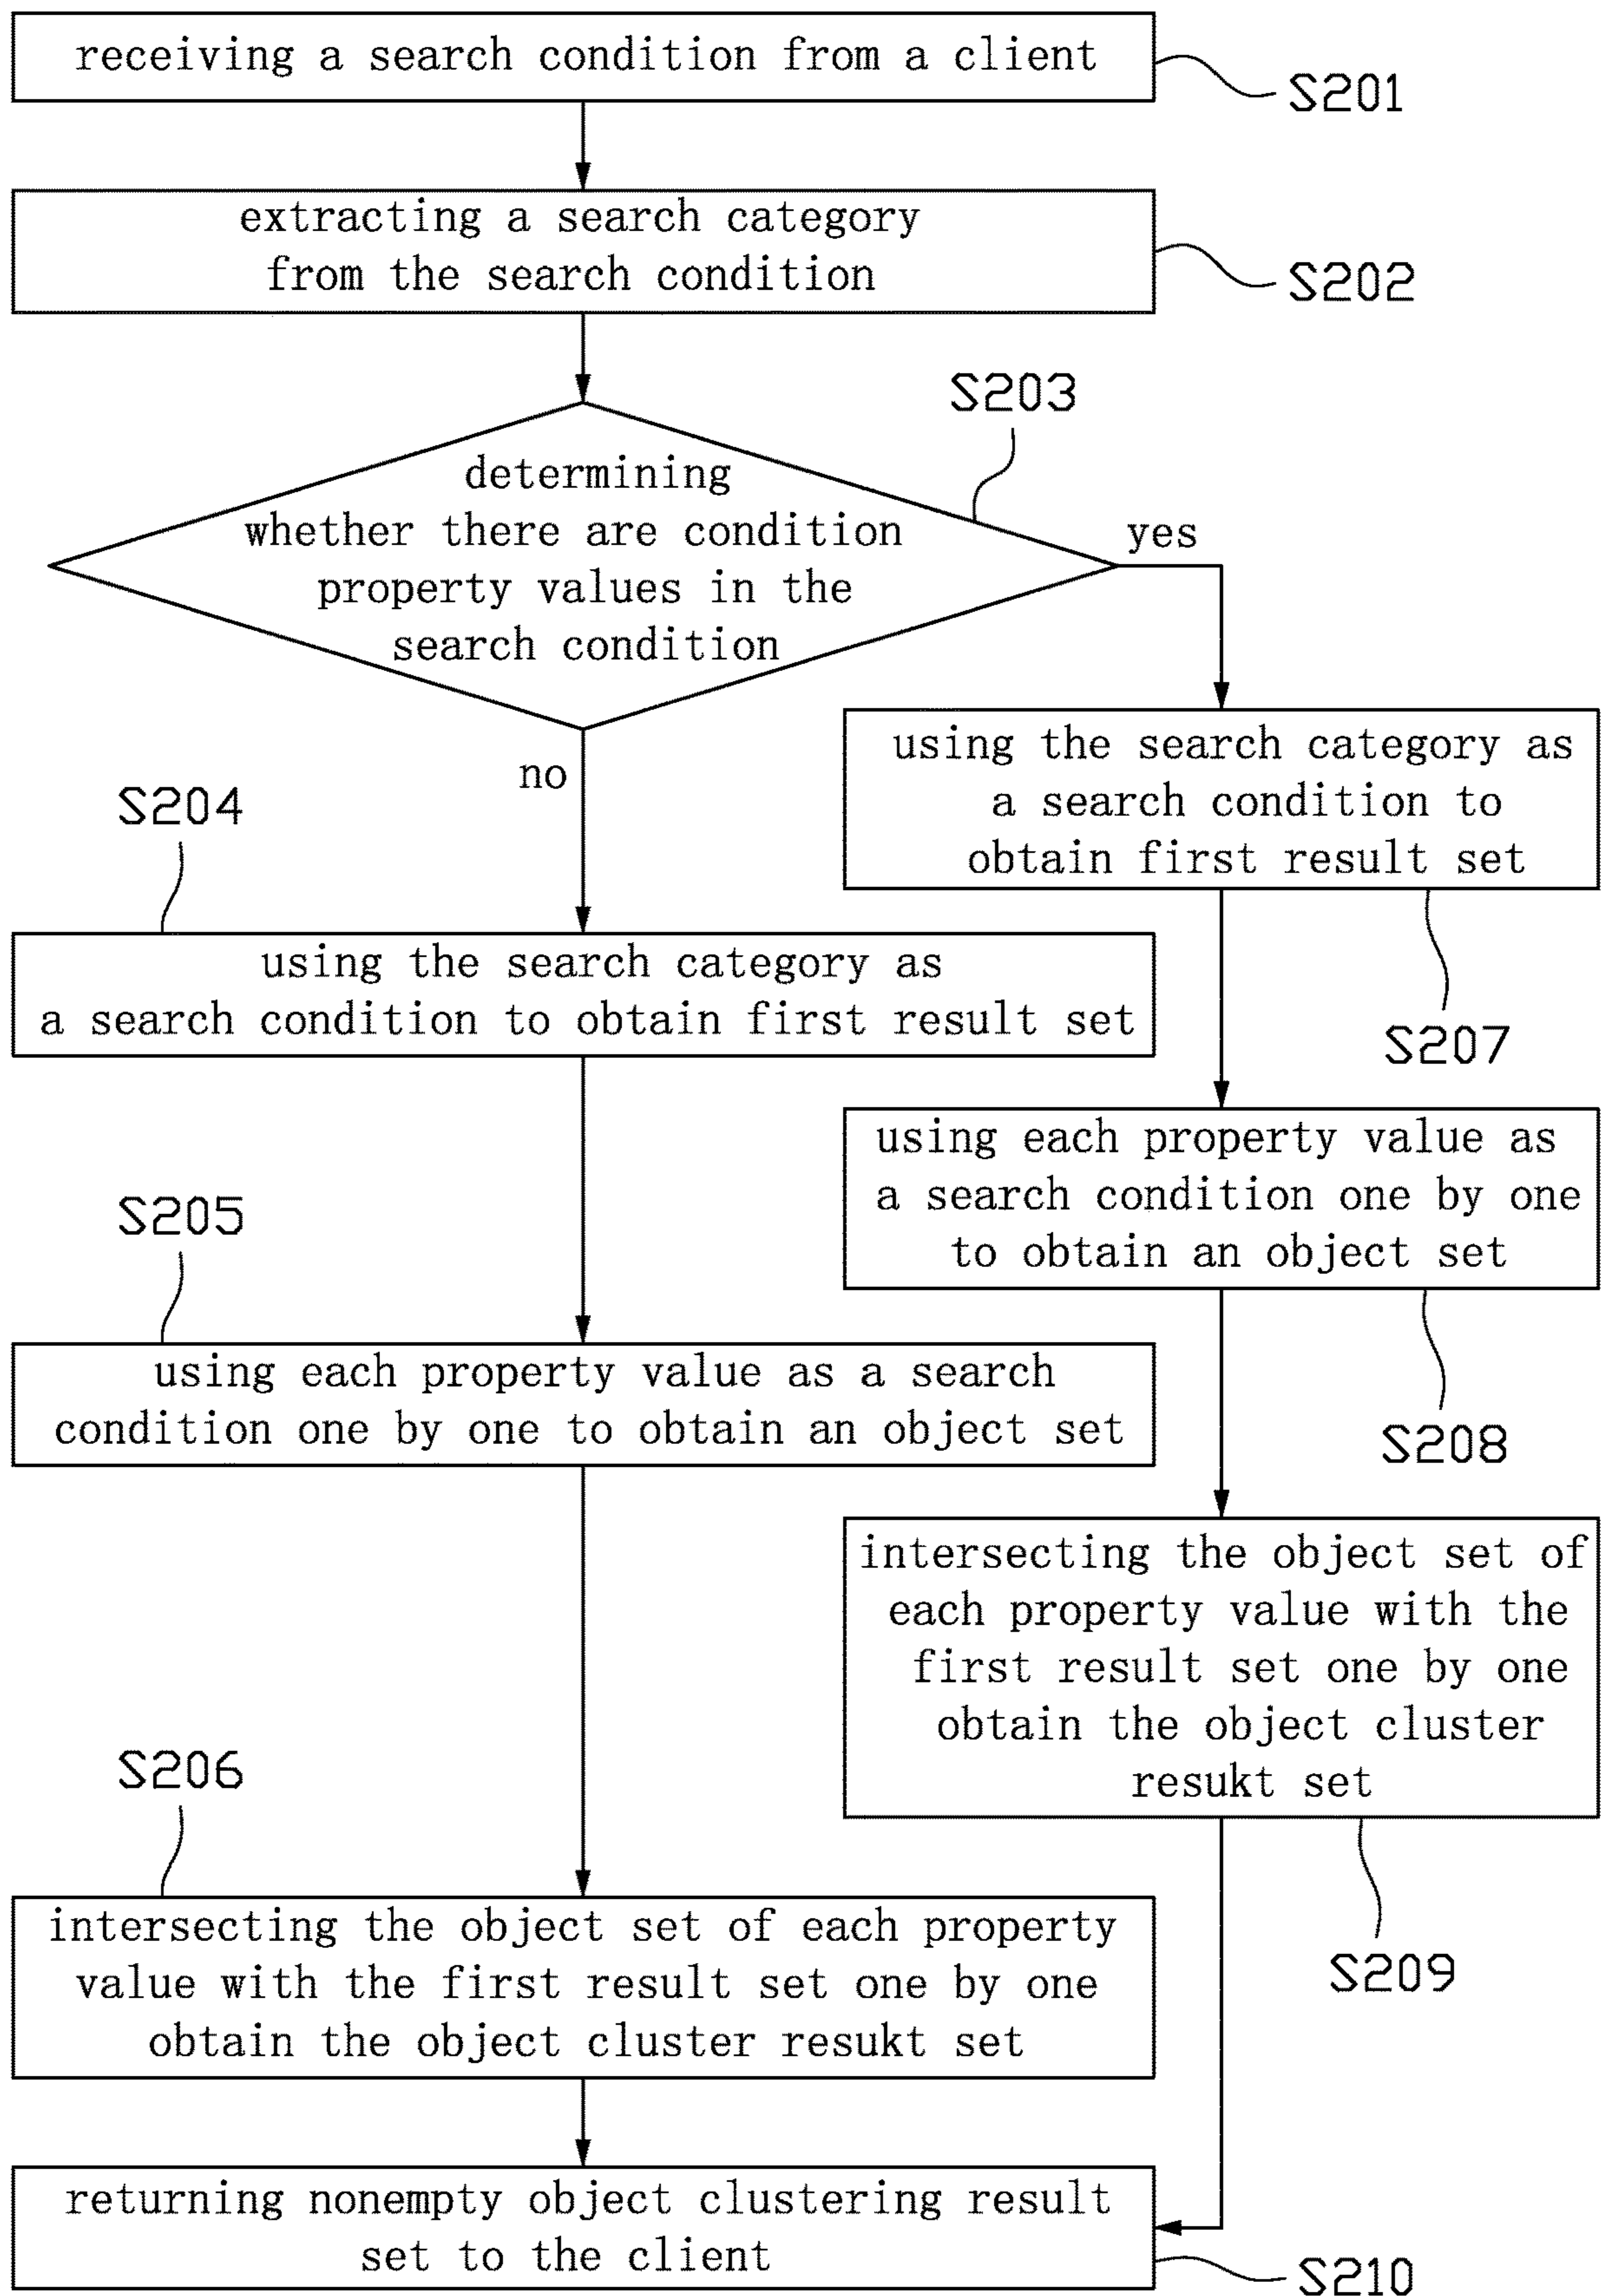 receiving a search condition from a client
S201
extracting a search category
from the search condition
S202
S203
determining
whether there are condition
property values in the
search condition
yes
no
S204
using the search category as
a search condition to obtain first result set
using the search category as
a search condition to
obtain first result set
S207
S205
using each property value as a search
condition one by one to obtain an object set
using each property value as
a search condition one by one
to obtain an object set
S208
intersecting the object set of
each property value with the
first result set one by one
obtain the object cluster
resukt set
S209
S206
intersecting the object set of each property
value with the first result set one by one
obtain the object cluster resukt set
returning nonempty object clustering result
set to the client
S210